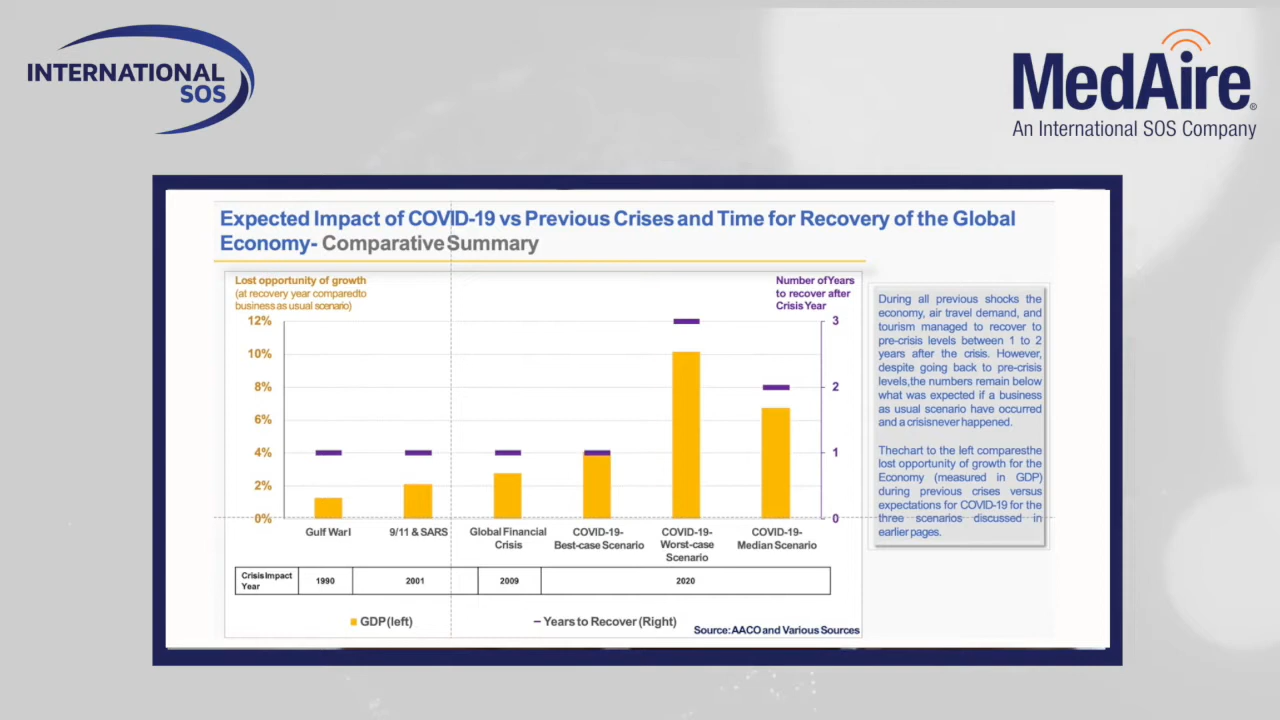 INTERNATIONAL
SOS
MedAire®
An International SOS Company
Expected Impact of COVID-19 vs Previous Crises and Time for Recovery of the Global
Economy- Comparative Summary
Lost opportunity of growth
(at recovery year comparedto
business as usual scenario)
Number ofYears
to recover after
Crisis Year
12%
10%
8%
6%
4%
2%
0%
3
2
1
0
Gulf War I
9/11 & SARS
Global Financial
Crisis
COVID-19-
Best-case Scenario
COVID-19-
Worst-case
Scenario
COVID-19-
Median Scenario
Crisis Impact
Year
1990
2001
2009
2020
GDP (left)
Years to Recover (Right)
Source: AACO and Various Sources
During all previous shocks the
economy, air travel demand, and
tourism managed to recover to
pre-crisis levels between 1 to 2
years after the crisis. However,
despite going back to pre-crisis
levels,the numbers remain below
what was expected if a business
as usual scenario have occurred
and a crisisnever happened.
Thechart to the left comparesthe
lost opportunity of growth for the
Economy (measured in GDP)
during previous crises versus
expectations for COVID-19 for the
three scenarios discussed in
earlier pages.